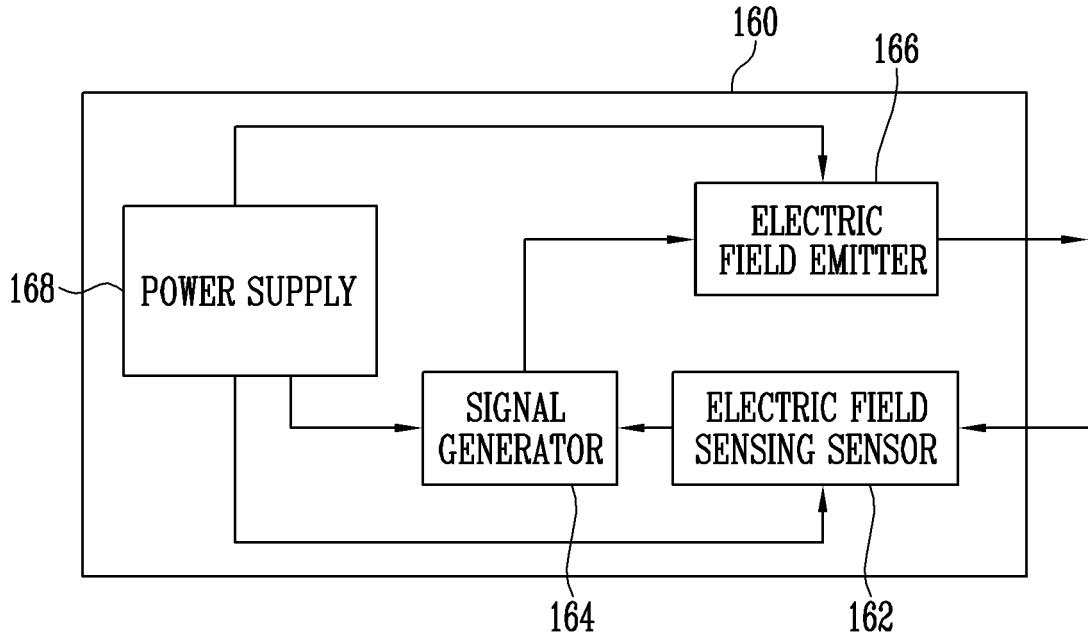 160
166
ELECTRIC
FIELD EMITTER
168
POWER SUPPLY
SIGNAL
GENERATOR
ELECTRIC FIELD
SENSING SENSOR
164
162